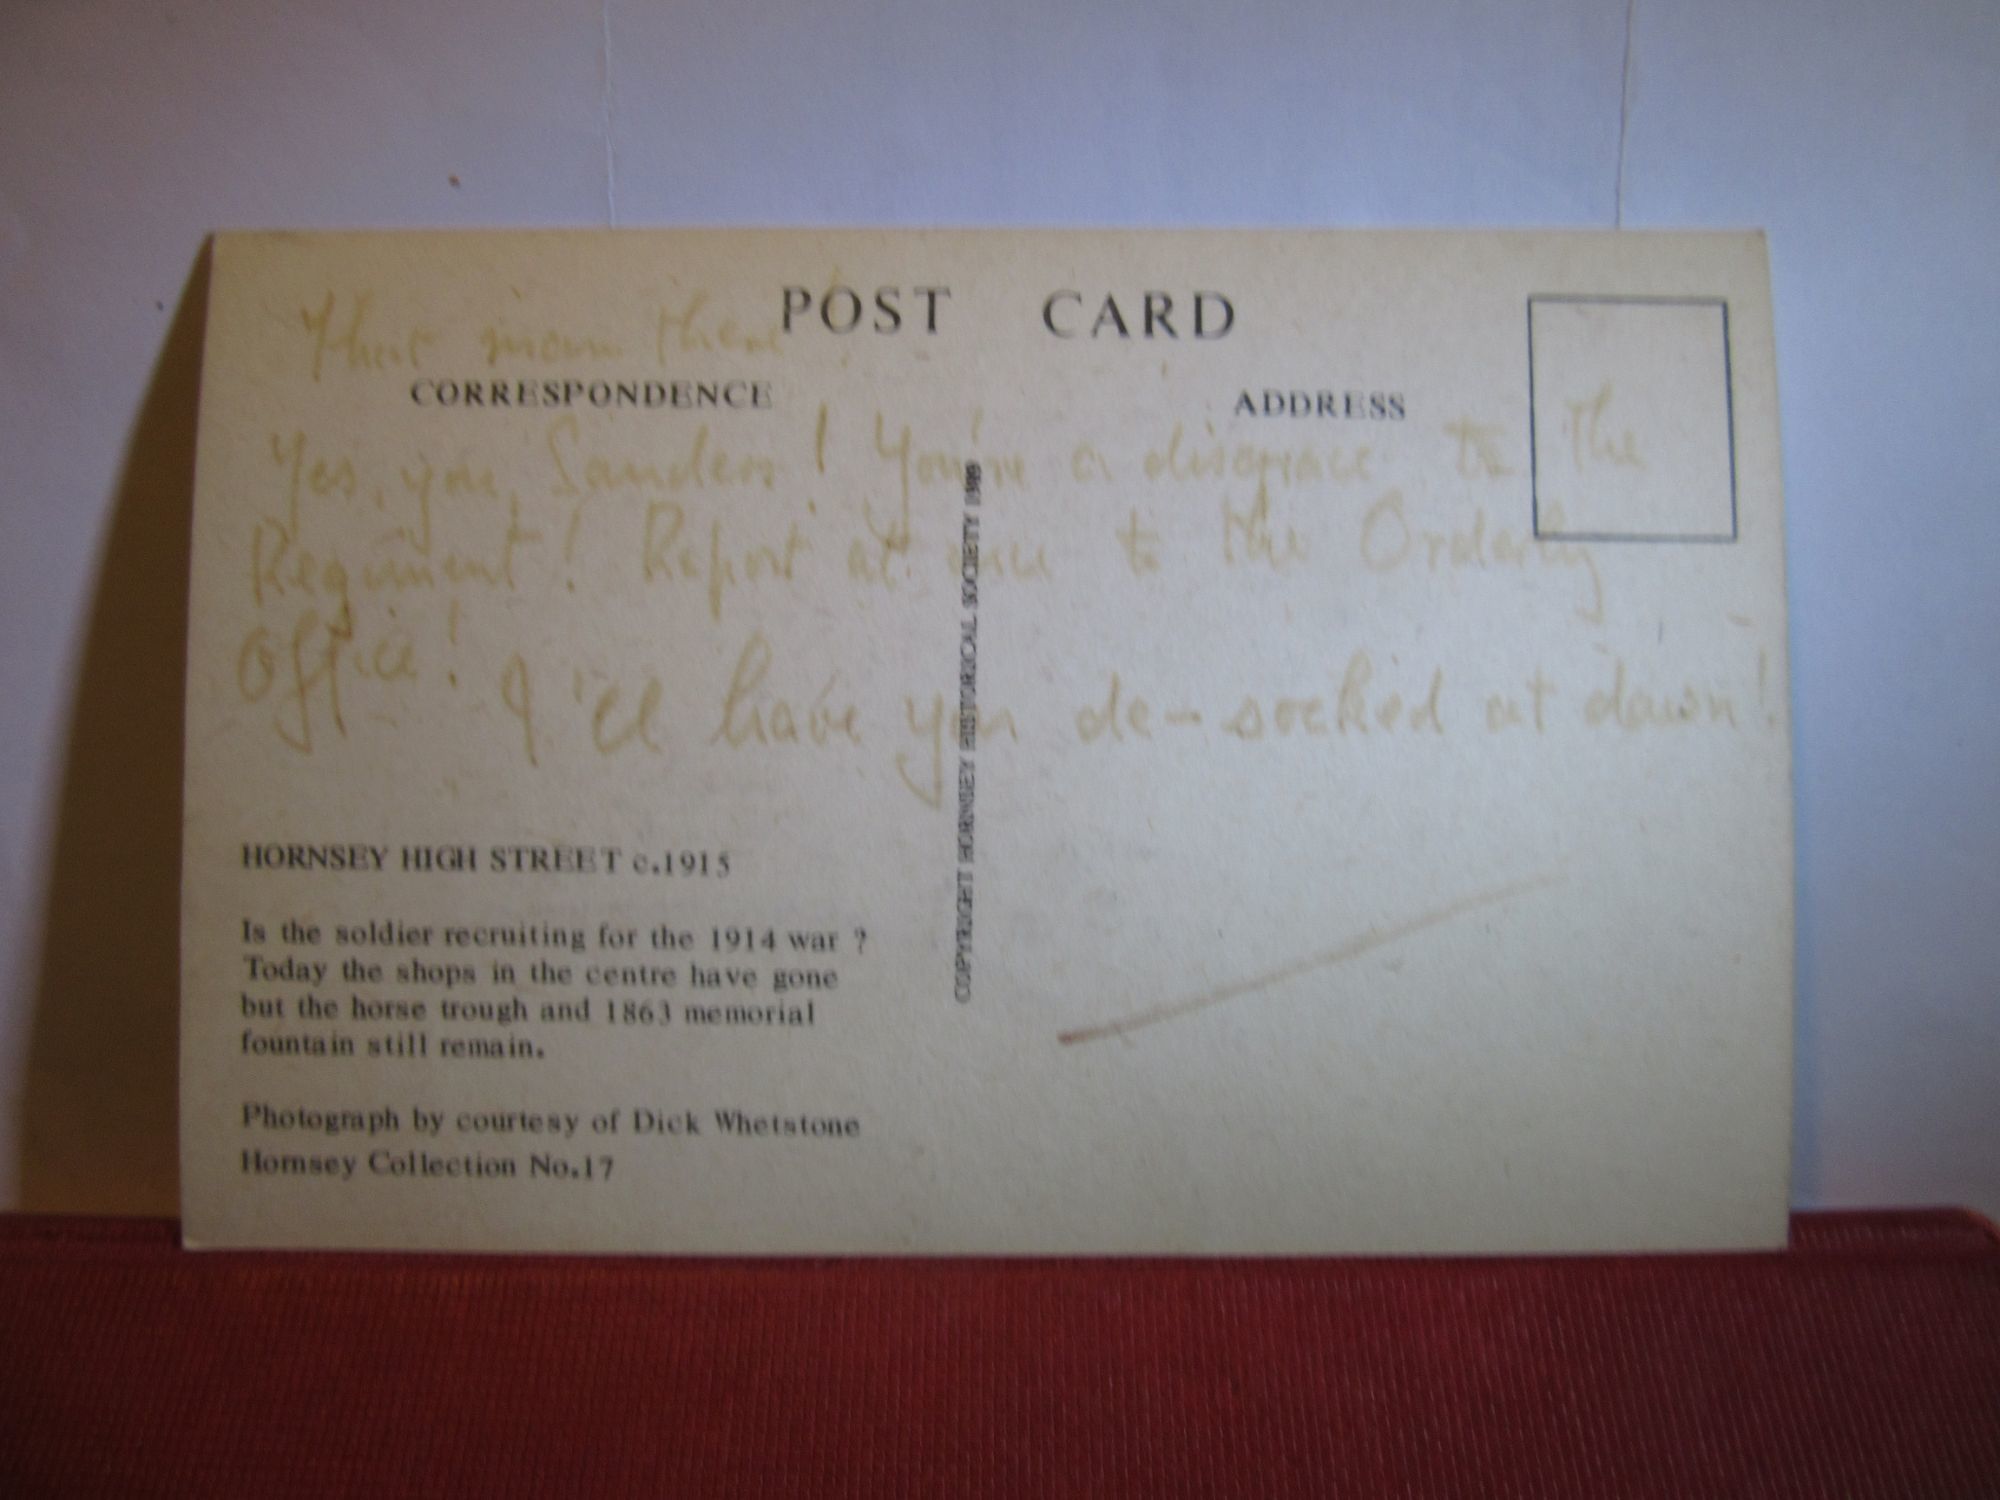 POST CARD
That man there!
CORRESPONDENCE
ADDRESS
Yes, you, Sanders! You're a disgrace to the
Regiment! Report at once to the Orderly
Office! I'll have you de-socked at dawn!
COPYRIGHT HORNSEY HISTORICAL SOCIETY 1989
HORNSEY HIGH STREET c.1915
Is the soldier recruiting for the 1914 war ?
Today the shops in the centre have gone
but the horse trough and 1863 memorial
fountain still remain.
Photograph by courtesy of Dick Whetstone
Hornsey Collection No.17